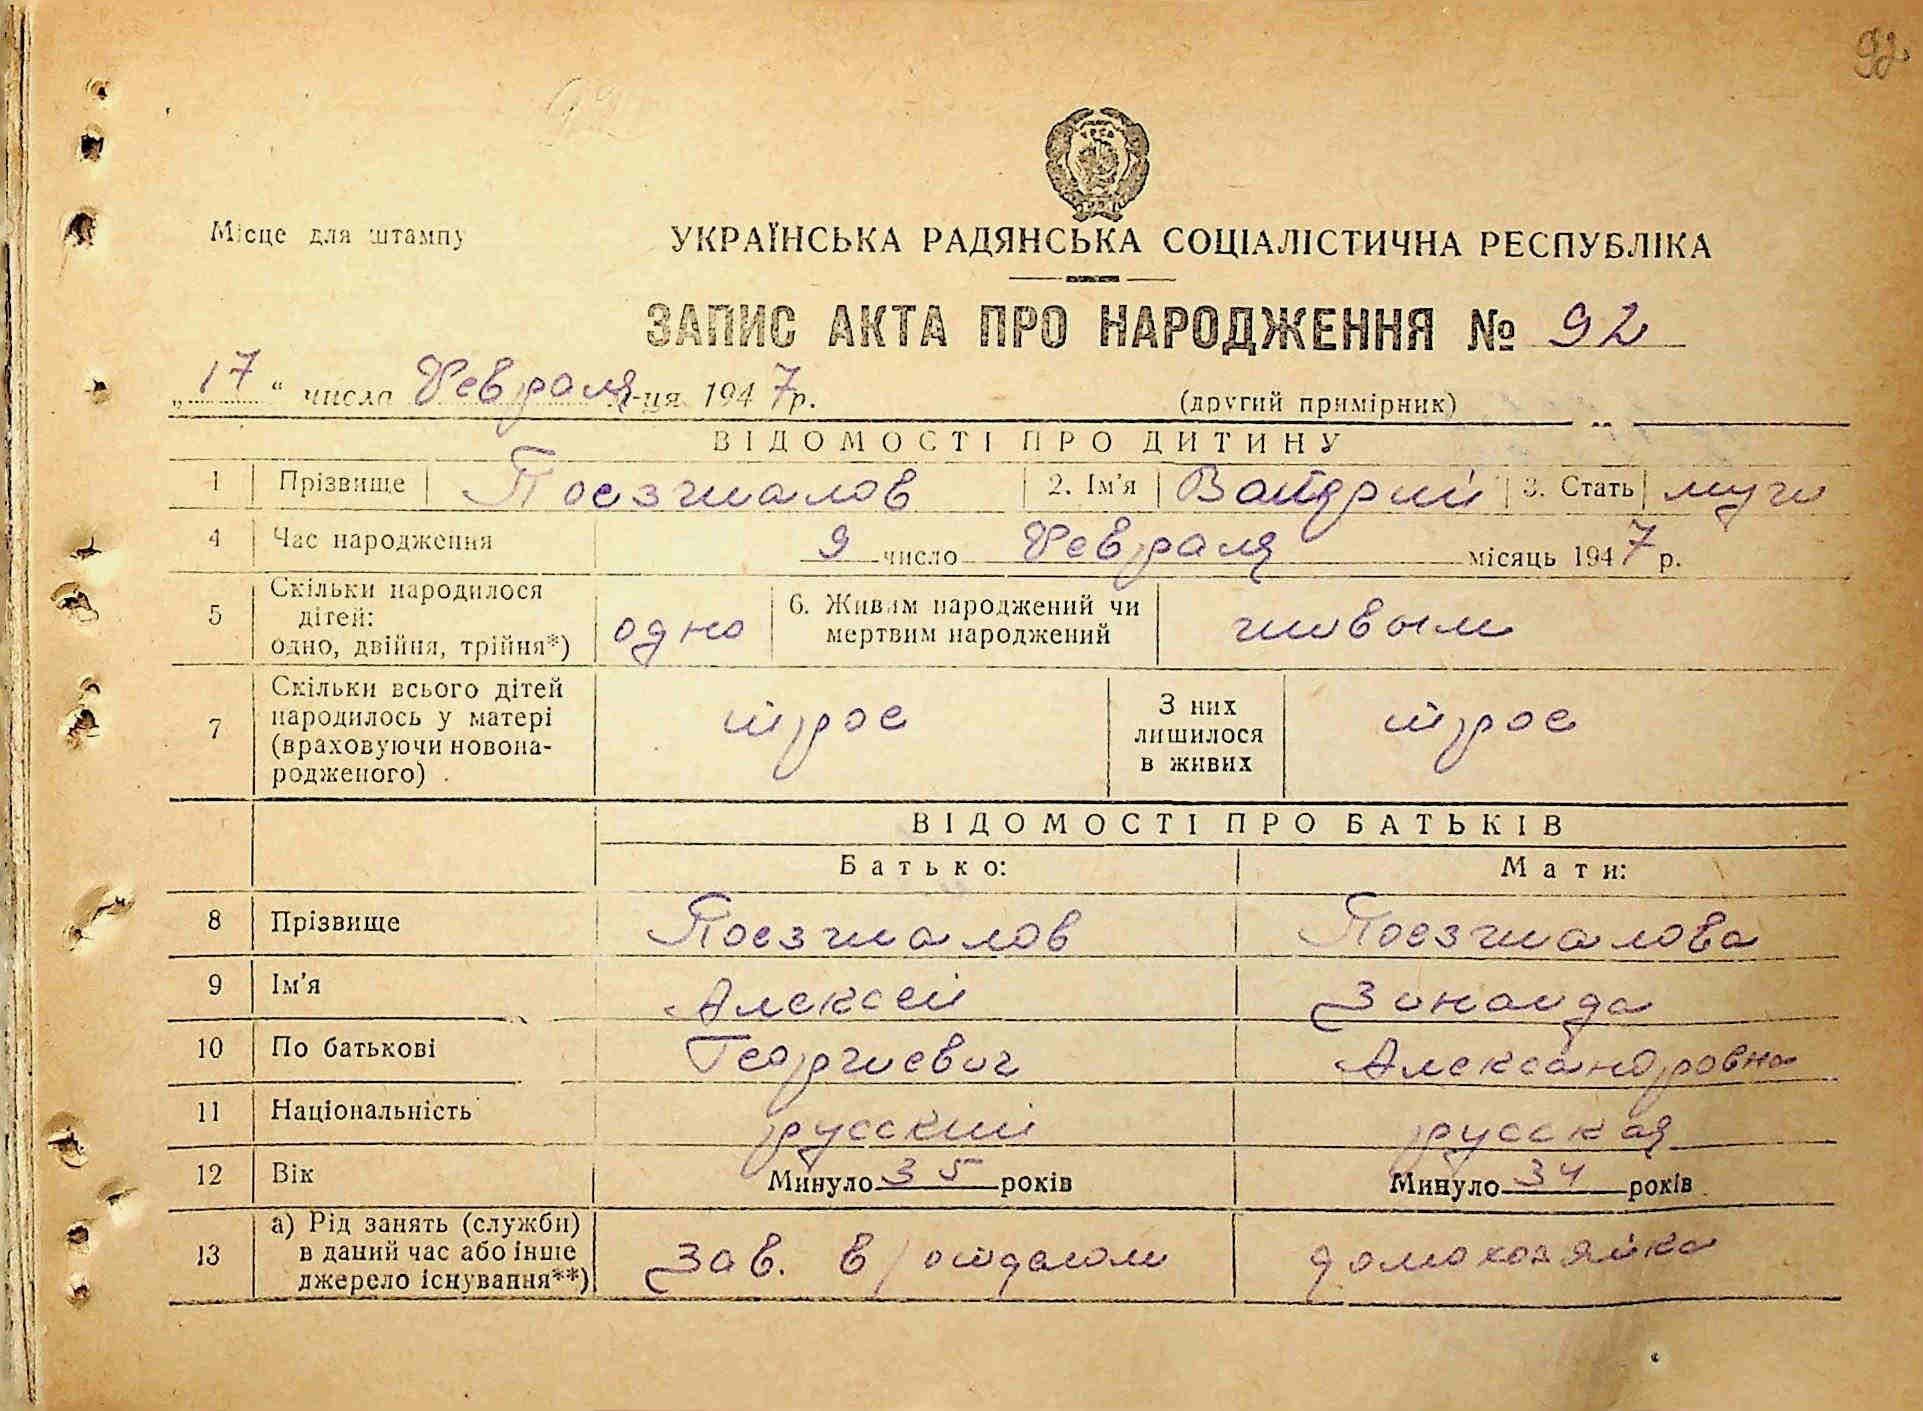 92
Місце для штампу
УКРАЇНСЬКА РАДЯНСЬКА СОЦІАЛІСТИЧНА РЕСПУБЛІКА
ЗАПИС АКТА ПРО НАРОДЖЕННЯ № 92
„17“ числа Февраля м-ця 1947 р. (другий примірник)
ВІДОМОСТІ ПРО ДИТИНУ
1 Прізвище Поезжалов 2. Ім'я 3. Стать муж
4 Час народження 9 число Февраля місяць 1947 р.
5 Скільки народилося дітей: одно, двійня, трійня*) одно 6. Живим народжений чи мертвим народжений живым
7 Скільки всього дітей народилось у матері (враховуючи новонародженого) трое З них лишилося в живих трое
ВІДОМОСТІ ПРО БАТЬКІВ
Батько: Мати:
8 Прізвище Поезжалов Поезжалова
9 Ім'я Алексей Зинаида
10 По батькові Георгиевич Александровна
11 Національність русский русская
12 Вік Минуло 35 років Минуло 34 років
13 а) Рід занять (служби) в даний час або інше джерело існування**) Зав. в/отделом домохозяйка